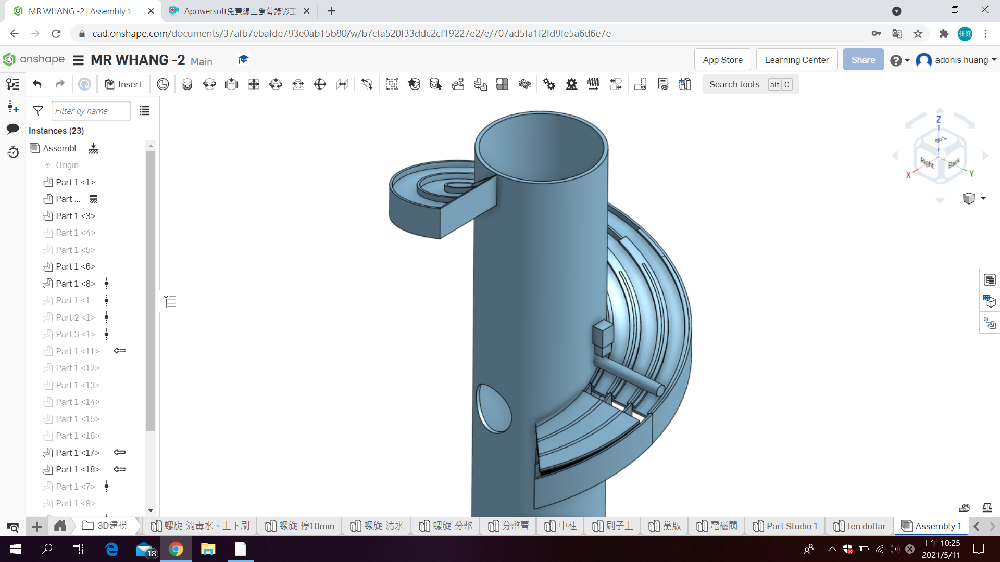 MR WHANG -2 | Assembly 1
Apowersoft免費線上螢幕錄影工
cad.onshape.com/documents/37afb7ebafde793e0ab15b80/w/b7cfa520f33ddc2cf19227e2/e/707ad5fa1f2fd9fe5a6d6e7e
仕庭
onshape
MR WHANG -2 Main
App Store
Learning Center
Share
adonis huang
Insert
Search tools... alt C
Filter by name
Instances (23)
Assembl...
Origin
Part 1 <1>
Part ...
Part 1 <3>
Part 1 <4>
Part 1 <5>
Part 1 <6>
Part 1 <8>
Part 1 <1...
Part 2 <1>
Part 3 <1>
Part 1 <11>
Part 1 <12>
Part 1 <13>
Part 1 <14>
Part 1 <15>
Part 1 <16>
Part 1 <17>
Part 1 <18>
Part 1 <7>
Part 1 <9>
Z
Top
Right
Back
X
Y
3D建模
螺旋-消毒水、上下刷
螺旋-停10min
螺旋-清水
螺旋-分幣
分幣曹
中柱
刷子上
黨版
電磁閥
Part Studio 1
ten dollar
Assembly 1
18
上午 10:25
2021/5/11